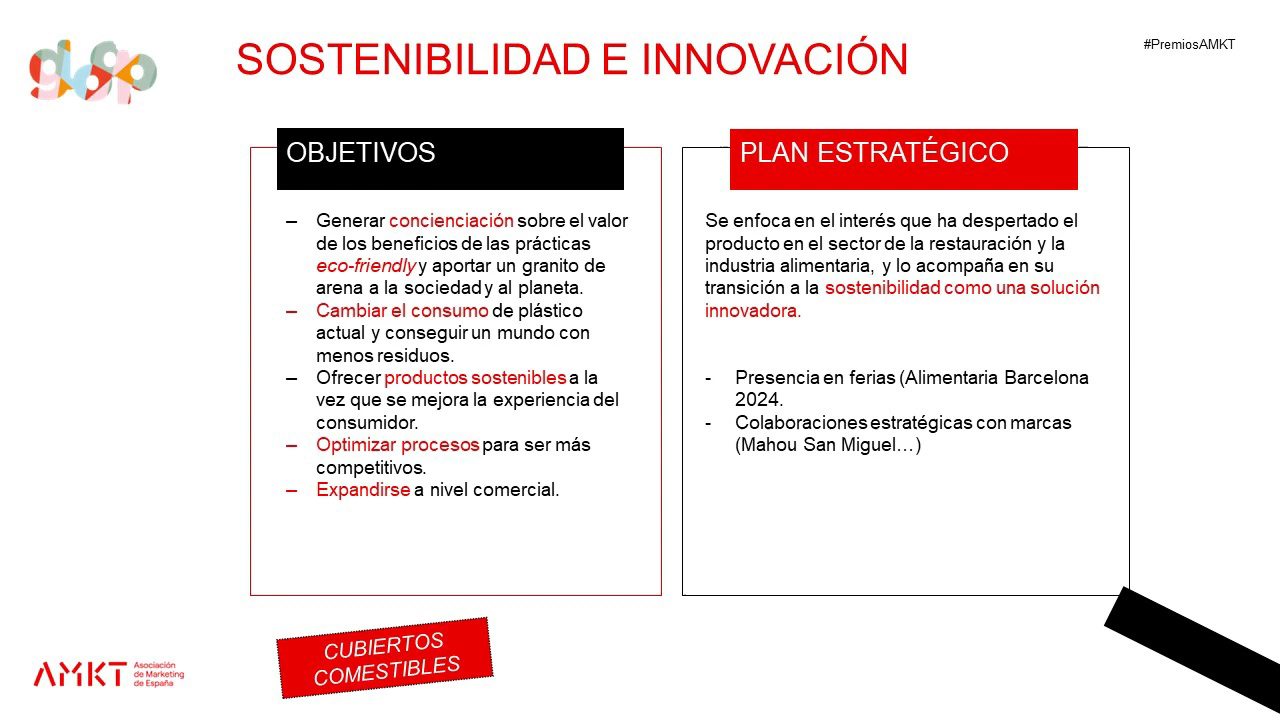 gloop
SOSTENIBILIDAD E INNOVACIÓN
#PremiosAMKT
OBJETIVOS
– Generar concienciación sobre el valor
de los beneficios de las prácticas
eco-friendly y aportar un granito de
arena a la sociedad y al planeta.
– Cambiar el consumo de plástico
actual y conseguir un mundo con
menos residuos.
– Ofrecer productos sostenibles a la
vez que se mejora la experiencia del
consumidor.
– Optimizar procesos para ser más
competitivos.
– Expandirse a nivel comercial.
PLAN ESTRATÉGICO
Se enfoca en el interés que ha despertado el
producto en el sector de la restauración y la
industria alimentaria, y lo acompaña en su
transición a la sostenibilidad como una solución
innovadora.
- Presencia en ferias (Alimentaria Barcelona
2024.
- Colaboraciones estratégicas con marcas
(Mahou San Miguel…)
CUBIERTOS
COMESTIBLES
AMKT
Asociación
de Marketing
de España